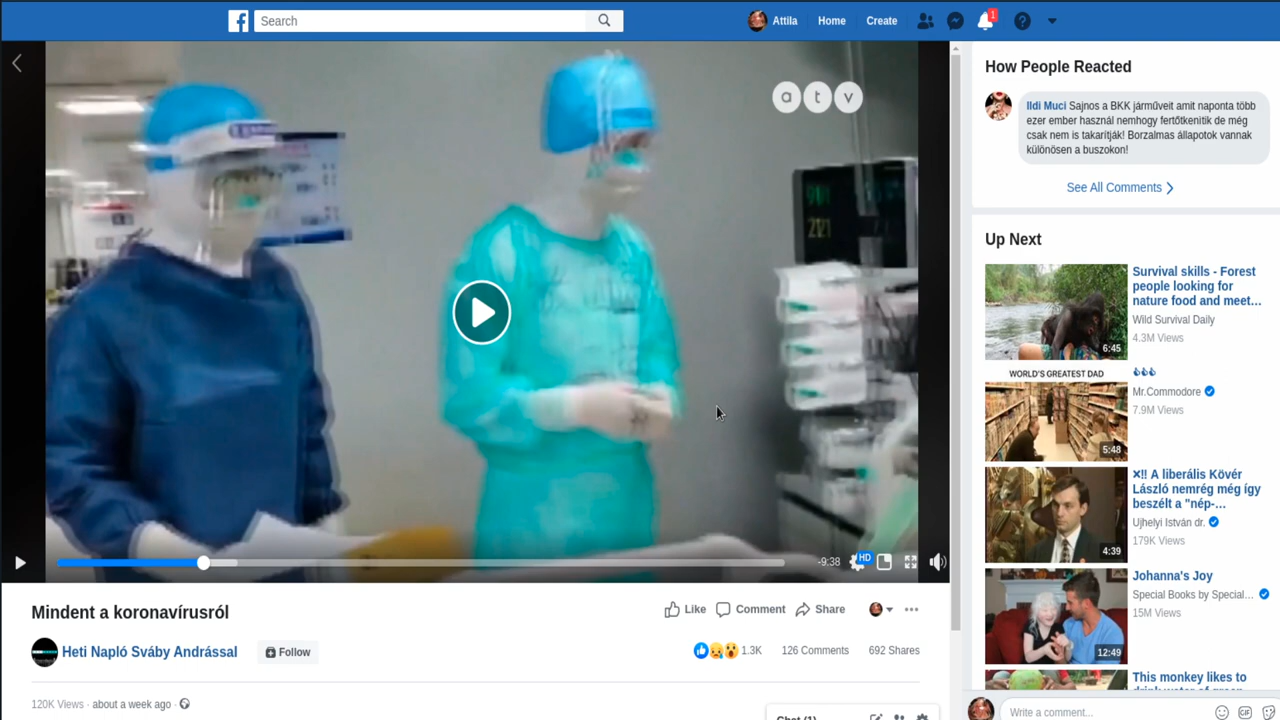 Search
Attila
Home
Create
1
atv
-9:38
HD
Mindent a koronavírusról
Like
Comment
Share
Heti Napló Sváby Andrással
Follow
1.3K
126 Comments
692 Shares
120K Views · about a week ago ·
Chat (1)
How People Reacted
Ildi Muci Sajnos a BKK járműveit amit naponta több
ezer ember használ nemhogy fertőtkenitik de még
csak nem is takarítják! Borzalmas állapotok vannak
különösen a buszokon!
See All Comments
Up Next
Survival skills - Forest
people looking for
nature food and meet...
Wild Survival Daily
4.3M Views
6:45
WORLD'S GREATEST DAD
Mr.Commodore
7.9M Views
5:48
❌‼ A liberális Kövér
László nemrég még így
beszélt a "nép-...
Ujhelyi István dr.
179K Views
4:39
Johanna's Joy
Special Books by Special...
15M Views
12:49
This monkey likes to
Write a comment...
GIF